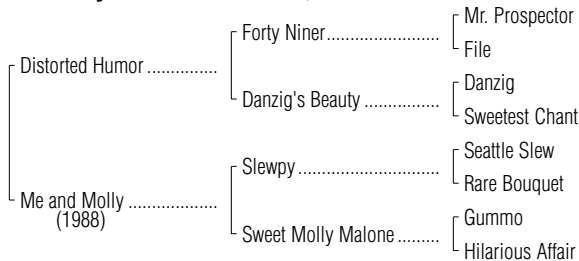 Mr. Prospector
Forty Niner......................
File
Distorted Humor ...............
Danzig
Danzig's Beauty ...............
Sweetest Chant
Seattle Slew
Slewpy............................
Rare Bouquet
Me and Molly ..................
(1988)
Gummo
Sweet Molly Malone .........
Hilarious Affair